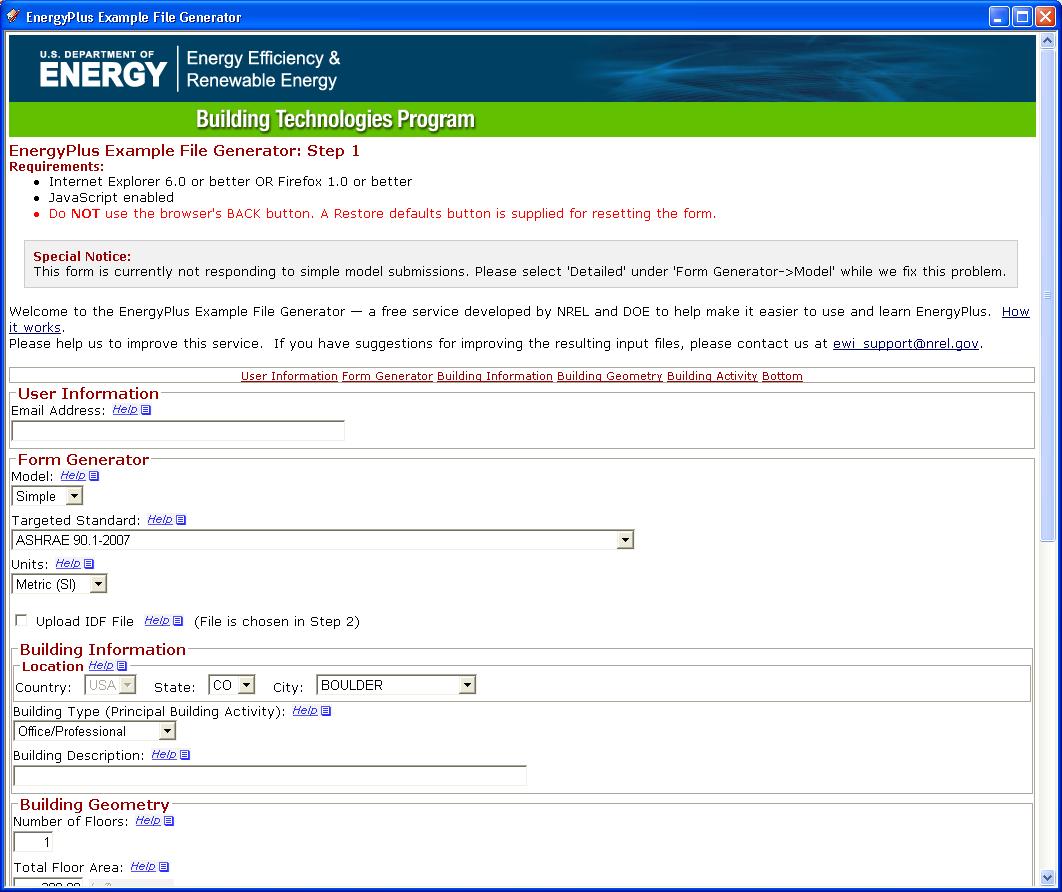 EnergyPlus Example File Generator
U.S. DEPARTMENT OF
ENERGY
Energy Efficiency &
Renewable Energy
Building Technologies Program
EnergyPlus Example File Generator: Step 1
Requirements:
Internet Explorer 6.0 or better OR Firefox 1.0 or better
JavaScript enabled
Do NOT use the browser's BACK button. A Restore defaults button is supplied for resetting the form.
Special Notice:
This form is currently not responding to simple model submissions. Please select 'Detailed' under 'Form Generator->Model' while we fix this problem.
Welcome to the EnergyPlus Example File Generator — a free service developed by NREL and DOE to help make it easier to use and learn EnergyPlus. How
it works.
Please help us to improve this service. If you have suggestions for improving the resulting input files, please contact us at ewi_support@nrel.gov.
User Information Form Generator Building Information Building Geometry Building Activity Bottom
User Information
Email Address: Help
Form Generator
Model: Help
Simple
Targeted Standard: Help
ASHRAE 90.1-2007
Units: Help
Metric (SI)
Upload IDF File Help (File is chosen in Step 2)
Building Information
Location Help
Country: USA State: CO City: BOULDER
Building Type (Principal Building Activity): Help
Office/Professional
Building Description: Help
Building Geometry
Number of Floors: Help
1
Total Floor Area: Help